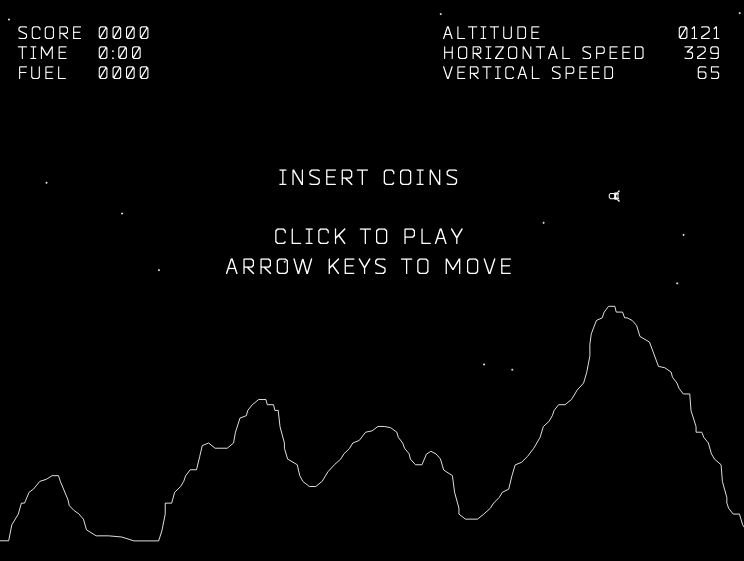 SCORE 0000
TIME 0:00
FUEL 0000
ALTITUDE 0121
HORIZONTAL SPEED 329
VERTICAL SPEED 65
INSERT COINS
CLICK TO PLAY
ARROW KEYS TO MOVE